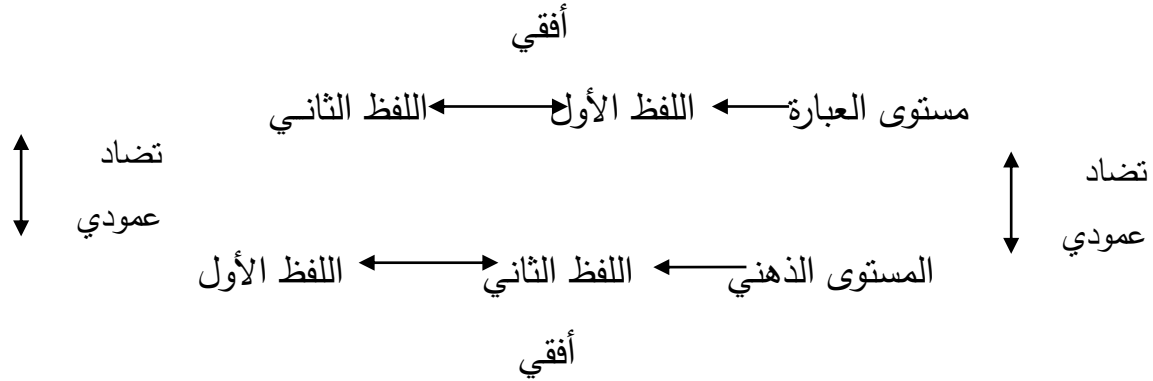 أفقي
مستوى العبارة اللفظ الأول اللفظ الثاني
تضاد
عمودي
تضاد
عمودي
المستوى الذهني اللفظ الثاني اللفظ الأول
أفقي